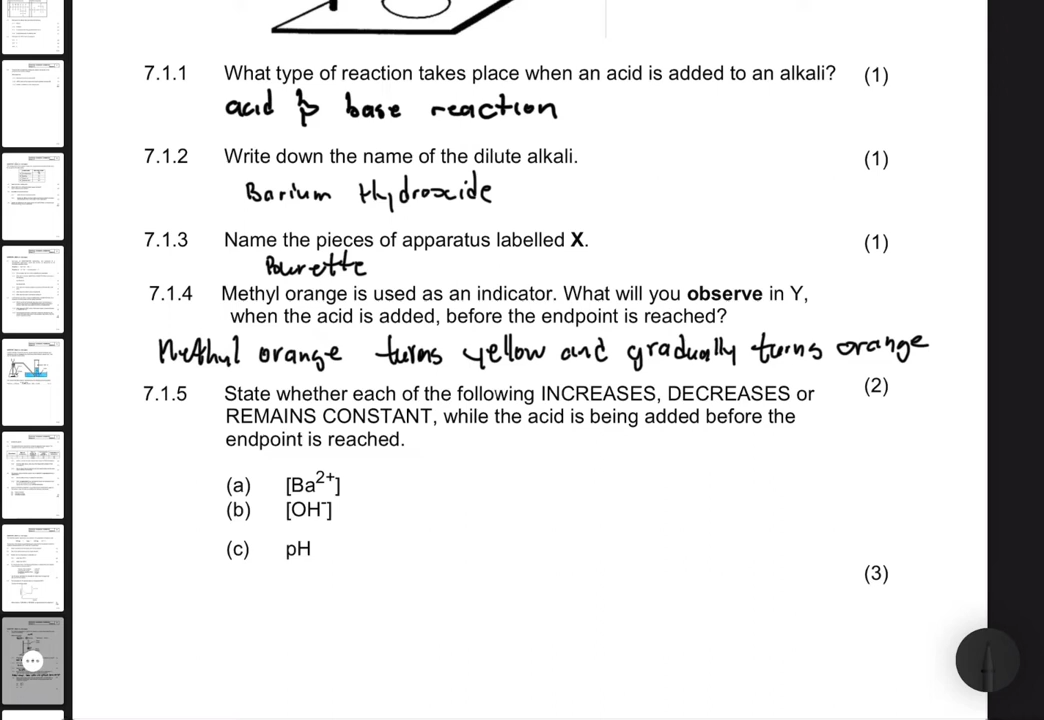 7.1.1 What type of reaction takes place when an acid is added to an alkali? (1)
acid & base reaction
7.1.2 Write down the name of the dilute alkali. (1)
Barium Hydroxide
7.1.3 Name the pieces of apparatus labelled X. (1)
7.1.4 Methyl orange is used as an indicator. What will you observe in Y,
when the acid is added, before the endpoint is reached?
Methyl orange turns yellow and gradually turns orange
(2)
7.1.5 State whether each of the following INCREASES, DECREASES or
REMAINS CONSTANT, while the acid is being added before the
endpoint is reached.
(a) [Ba²⁺]
(b) [OH⁻]
(c) pH
(3)